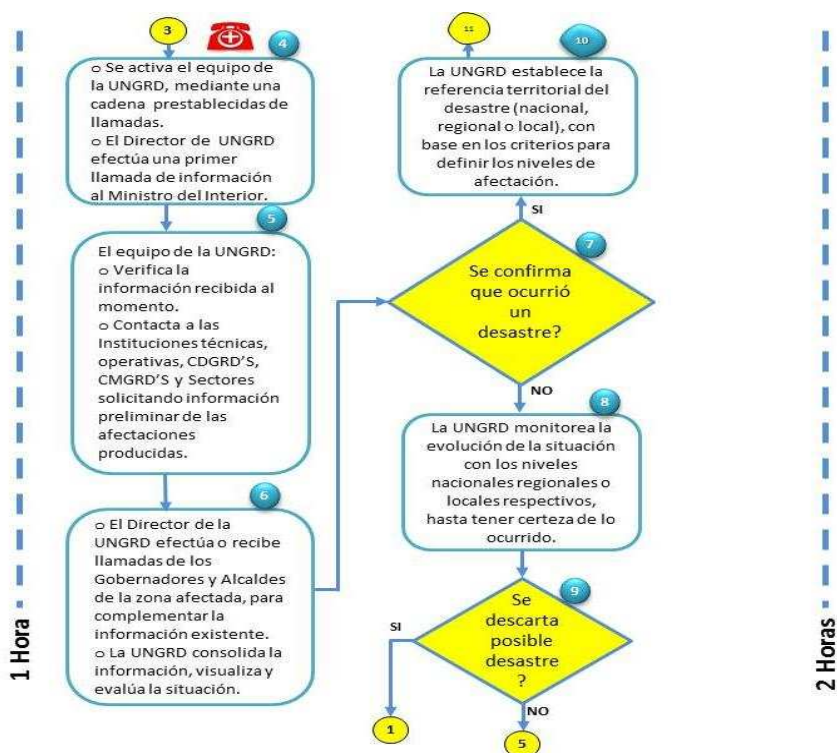 1 Hora
3
4
o Se activa el equipo de
la UNGRD, mediante una
cadena prestablecidas de
llamadas.
o El Director de UNGRD
efectúa una primer
llamada de información
al Ministro del Interior.
5
El equipo de la UNGRD:
o Verifica la
información recibida al
momento.
o Contacta a las
Instituciones técnicas,
operativas, CDGRD'S,
CMGRD'S y Sectores
solicitando información
preliminar de las
afectaciones
producidas.
6
o El Director de la
UNGRD efectúa o recibe
llamadas de los
Gobernadores y Alcaldes
de la zona afectada, para
complementar la
información existente.
o La UNGRD consolida la
información, visualiza y
evalúa la situación.
11
10
La UNGRD establece la
referencia territorial del
desastre (nacional,
regional o local), con
base en los criterios para
definir los niveles de
afectación.
SI
7
Se confirma
que ocurrió
un
desastre?
NO
8
La UNGRD monitorea la
evolución de la situación
con los niveles
nacionales regionales o
locales respectivos,
hasta tener certeza de lo
ocurrido.
9
Se
descarta
posible
desastre
?
SI
1
NO
5
2 Horas